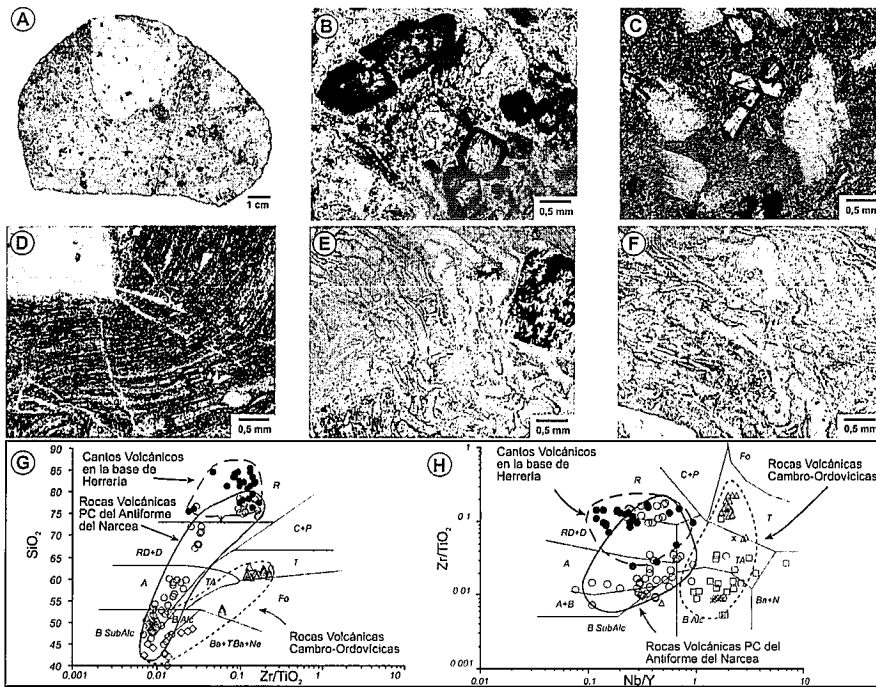 A
B
C
1 cm
0,5 mm
0,5 mm
D
E
F
0,5 mm
0,5 mm
0,5 mm
G
Cantos Volcánicos
en la base de
Herrería
Rocas Volcánicas
PC del Antiforme
del Narcea
R
C+P
RD+D
T
A
TA
Fo
B Alc
B SubAlc
Rocas Volcánicas
Cambro-Ordovícicas
SiO2
90
85
80
75
70
65
60
55
50
45
40
0.001
0.01
0.1
1
10
Zr/TiO2
H
Cantos Volcánicos
en la base de
Herrería
Rocas Volcánicas
Cambro-Ordovícicas
Fo
C+P
R
T
RD+D
TA
A
A+B
B SubAlc
B Alc
Bn+N
Rocas Volcánicas PC del
Antiforme del Narcea
Zr/TiO2
1
0.1
0.01
0.001
0.01
0.1
1
10
Nb/Y